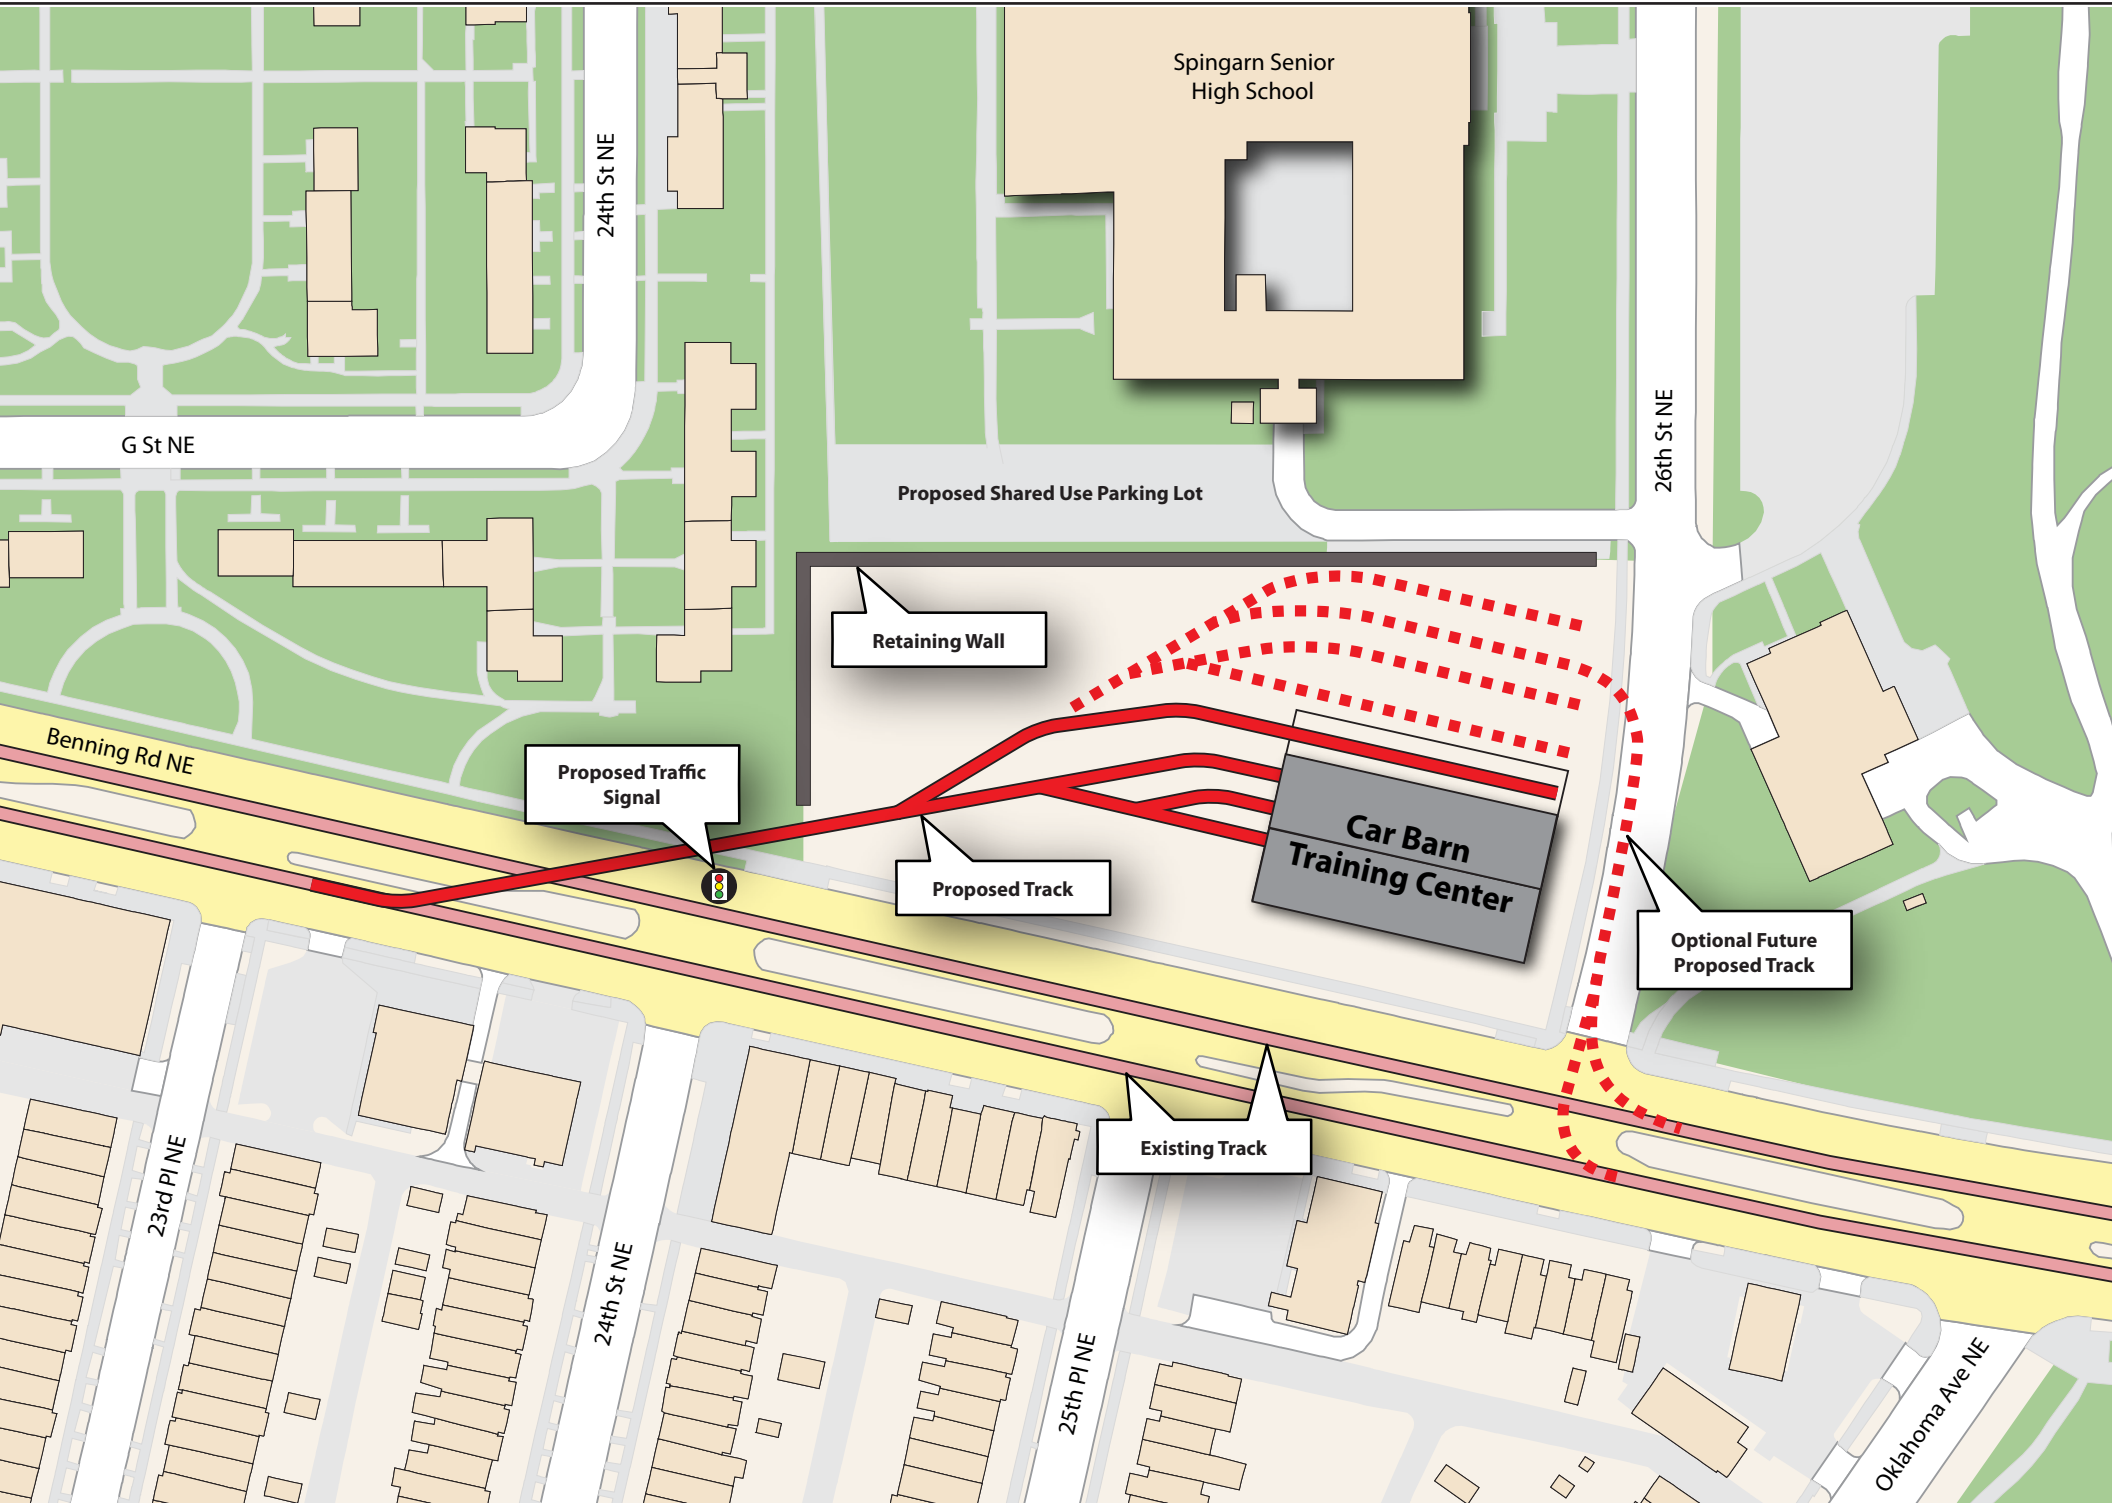 Spingarn Senior
High School
24th St NE
G St NE
26th St NE
Proposed Shared Use Parking Lot
Retaining Wall
Benning Rd NE
Proposed Traffic
Signal
Car Barn
Training Center
Proposed Track
Optional Future
Proposed Track
Existing Track
23rd Pl NE
24th St NE
25th Pl NE
Oklahoma Ave NE